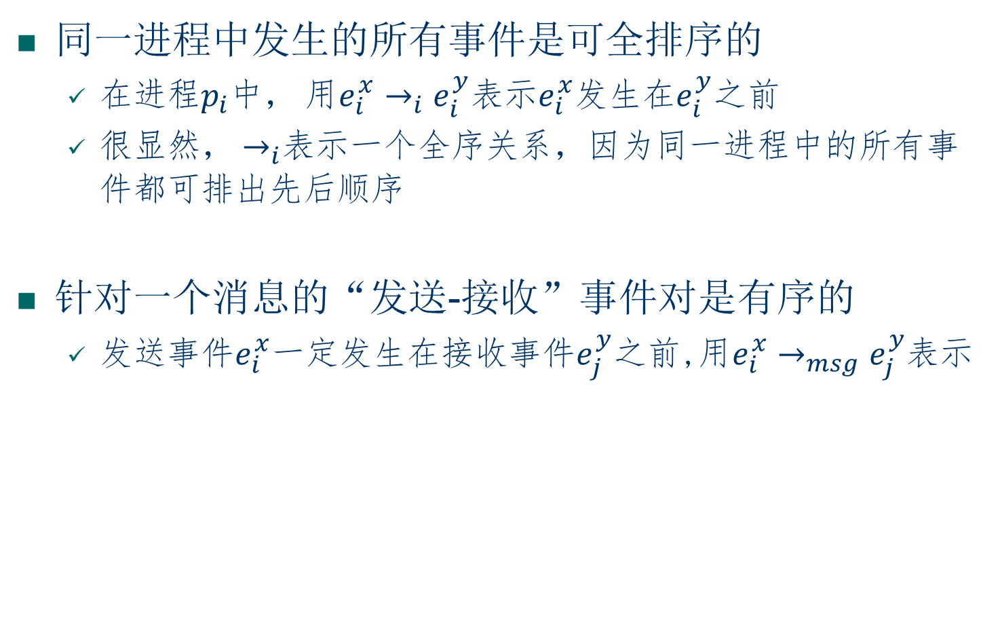 ■ 同一进程中发生的所有事件是可全排序的
✓ 在进程$p_i$中， 用$e_i^x \rightarrow_i e_i^y$表示$e_i^x$发生在$e_i^y$之前
✓ 很显然， $\rightarrow_i$表示一个全序关系，因为同一进程中的所有事
件都可排出先后顺序
■ 针对一个消息的“发送-接收”事件对是有序的
✓ 发送事件$e_i^x$一定发生在接收事件$e_j^y$之前,用$e_i^x \rightarrow_{msg} e_j^y$表示